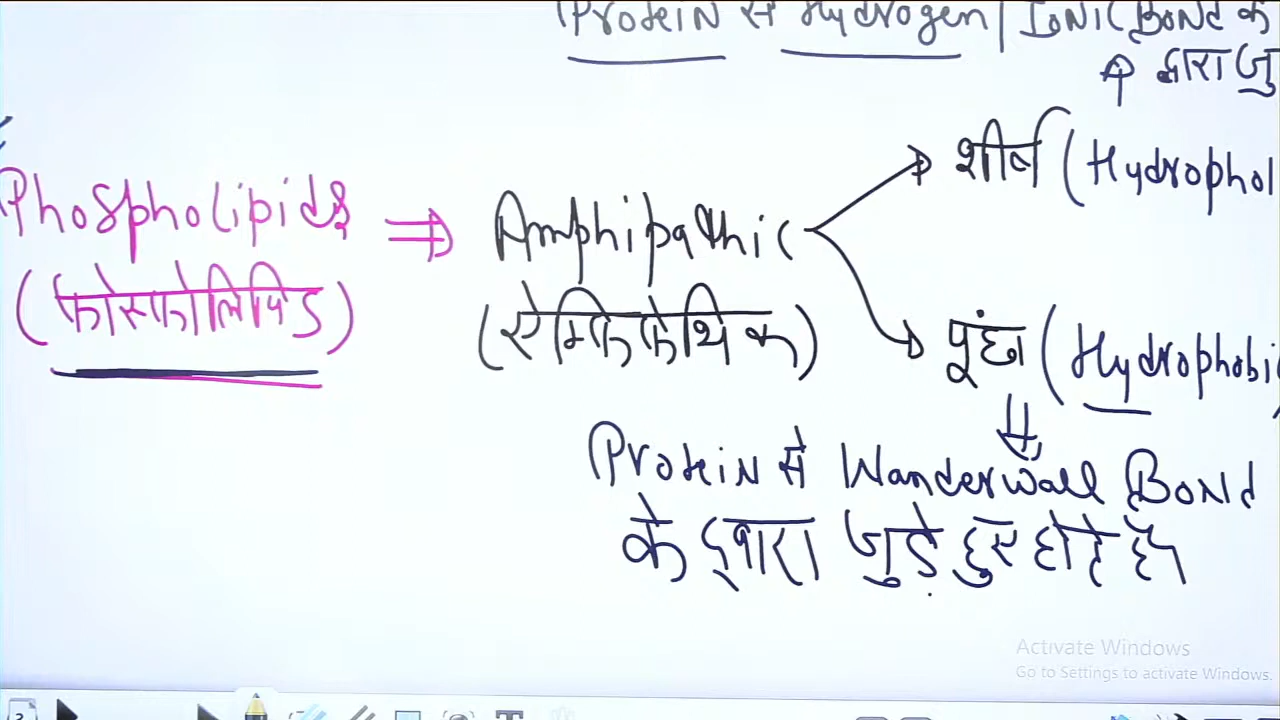 Protein से Hydrogen / Ionic Bond के
द्वारा जु
शीर्ष (Hydrophol
Phospholipids ⇒ Amphipathic
(फोस्फोलिपिड) (ऐम्फिफेथिक)
पूंछ (Hydrophobi
Protein से Wanderwall Bond
के द्वारा जुड़े हुए होते हैं
Activate Windows
Go to Settings to activate Windows.